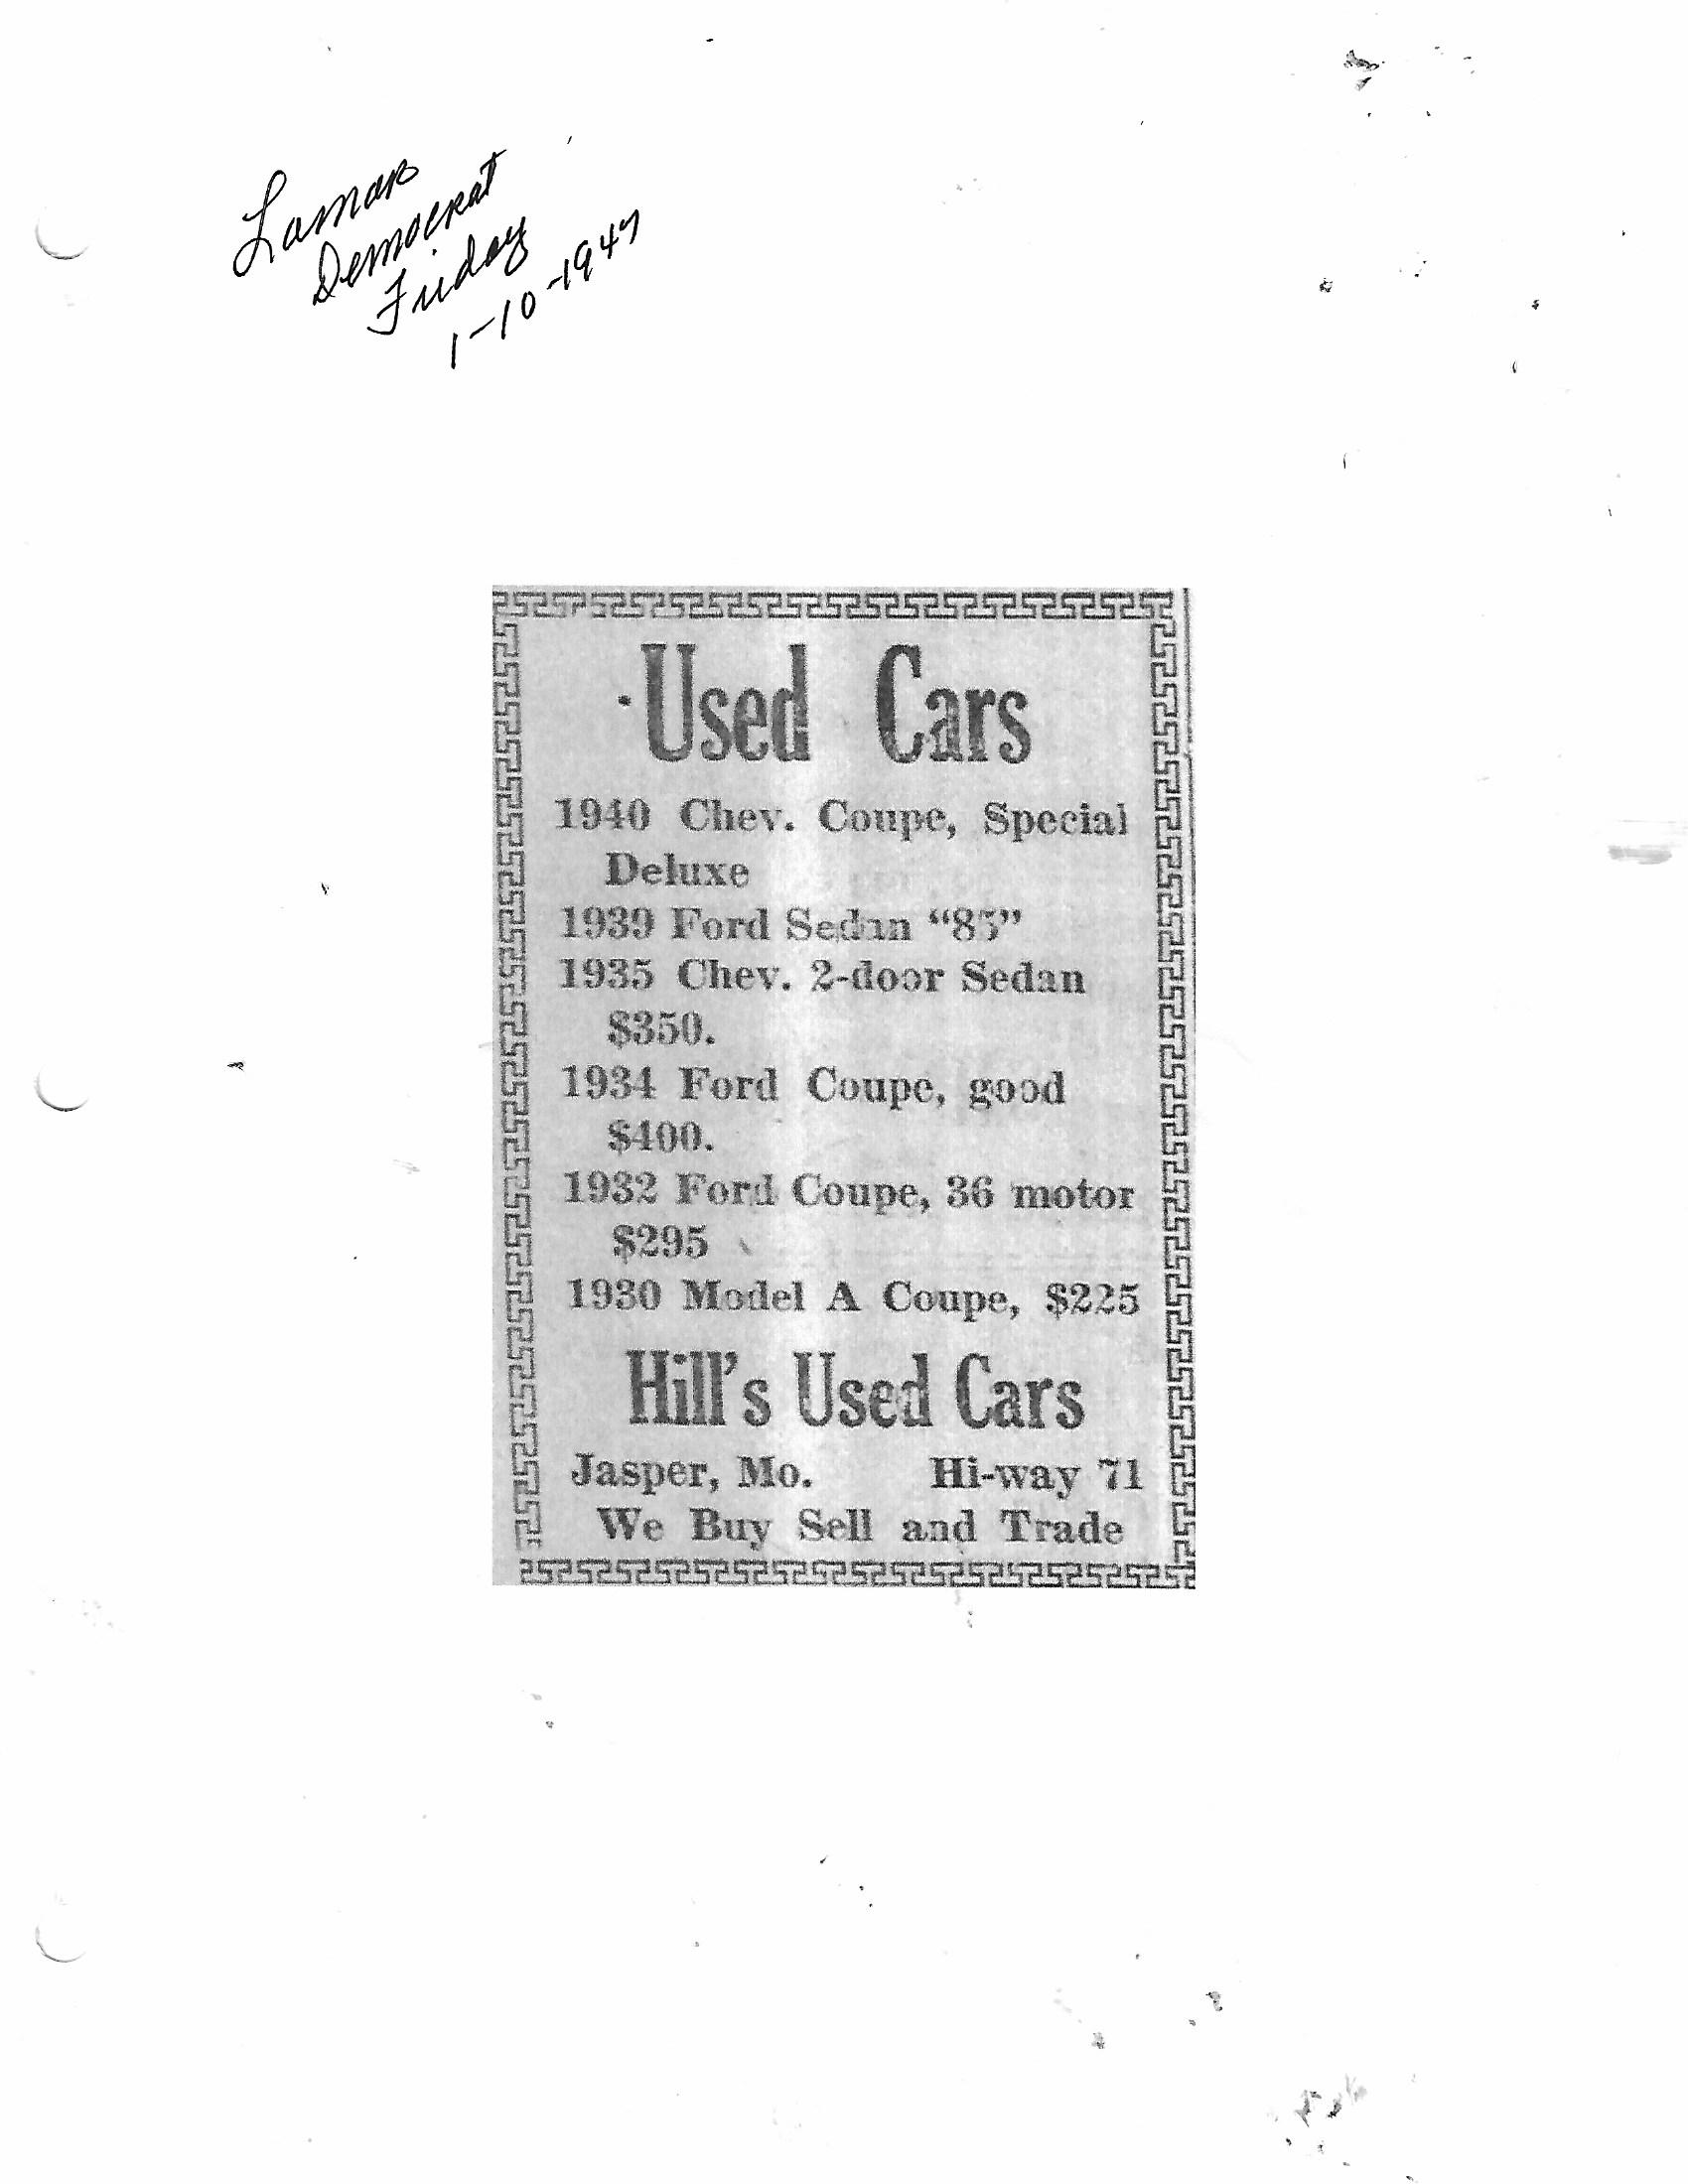 Lamar
Democrat
Friday
1-10-1947
Used Cars
1940 Chev. Coupe, Special
Deluxe
1939 Ford Sedan “85”
1935 Chev. 2-door Sedan
$350.
1934 Ford Coupe, good
$400.
1932 Ford Coupe, 36 motor
$295
1930 Model A Coupe, $225
Hill's Used Cars
Jasper, Mo. Hi-way 71
We Buy Sell and Trade